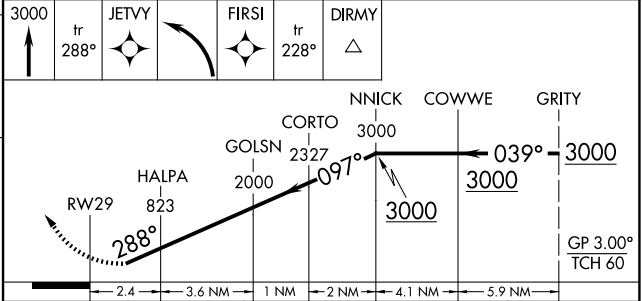 3000
tr
288°
JETVY
FIRSI
tr
228°
DIRMY
NNICK
COWWE
GRITY
CORTO
3000
GOLSN
2327
097°
039°
3000
HALPA
2000
3000
RW29
823
3000
288°
GP 3.00°
TCH 60
2.4
3.6 NM
1 NM
2 NM
4.1 NM
5.9 NM